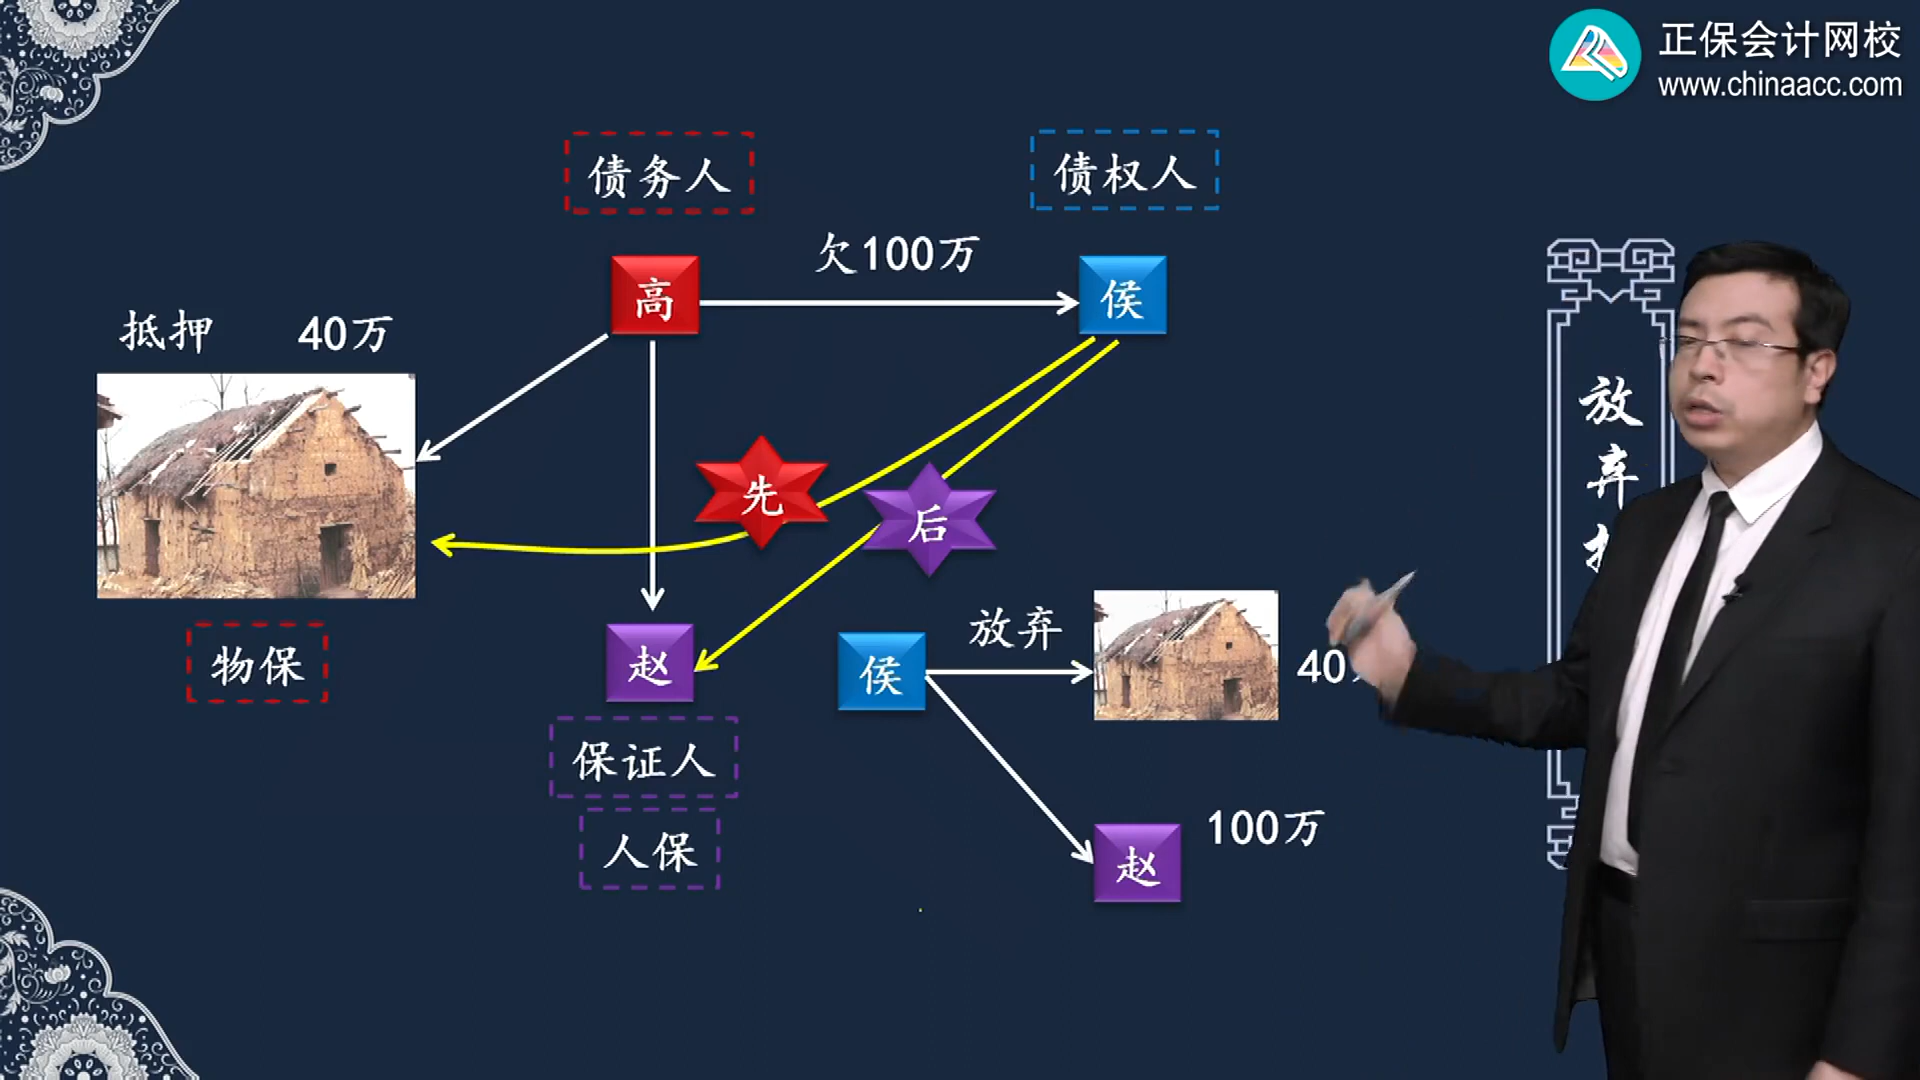 正保会计网校
www.chinaacc.com
债务人
债权人
欠100万
高
侯
抵押
40万
先
后
放弃
物保
赵
侯
40
保证人
人保
100万
赵
放弃